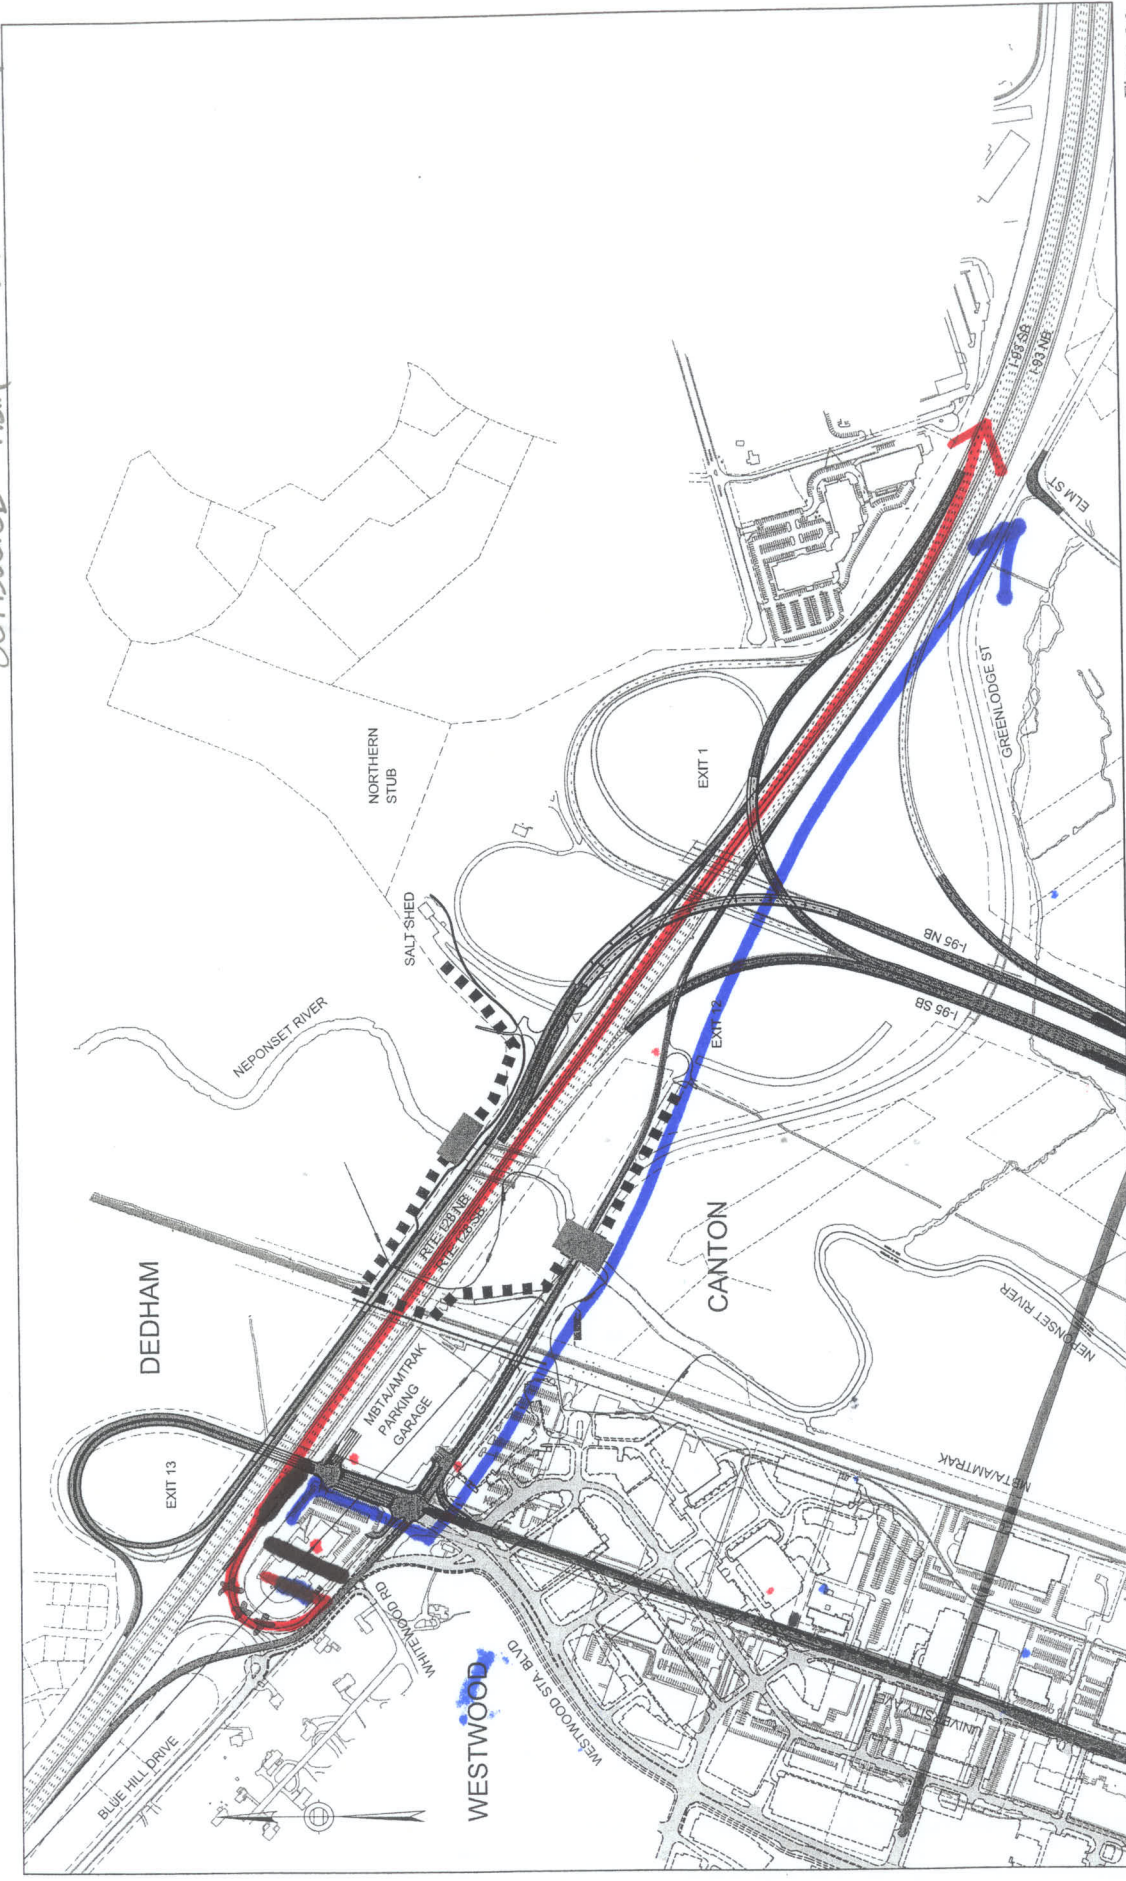 DEDHAM
EXIT 13
MBTA/AMTRAK
PARKING
GARAGE
RTE 128 NB
RTE 128 SB
NEPONSET RIVER
SALT SHED
NORTHERN
STUB
EXIT 1
I-93 SB
I-93 NB
ELM ST
GREENLODGE ST
I-95 NB
I-95 SB
EXIT 12
CANTON
NEPONSET RIVER
MBTA/AMTRAK
UNIVERSITY
WESTWOOD STA. BLVD
WESTWOOD
WHITEWOOD RD
BLUE HILL DRIVE